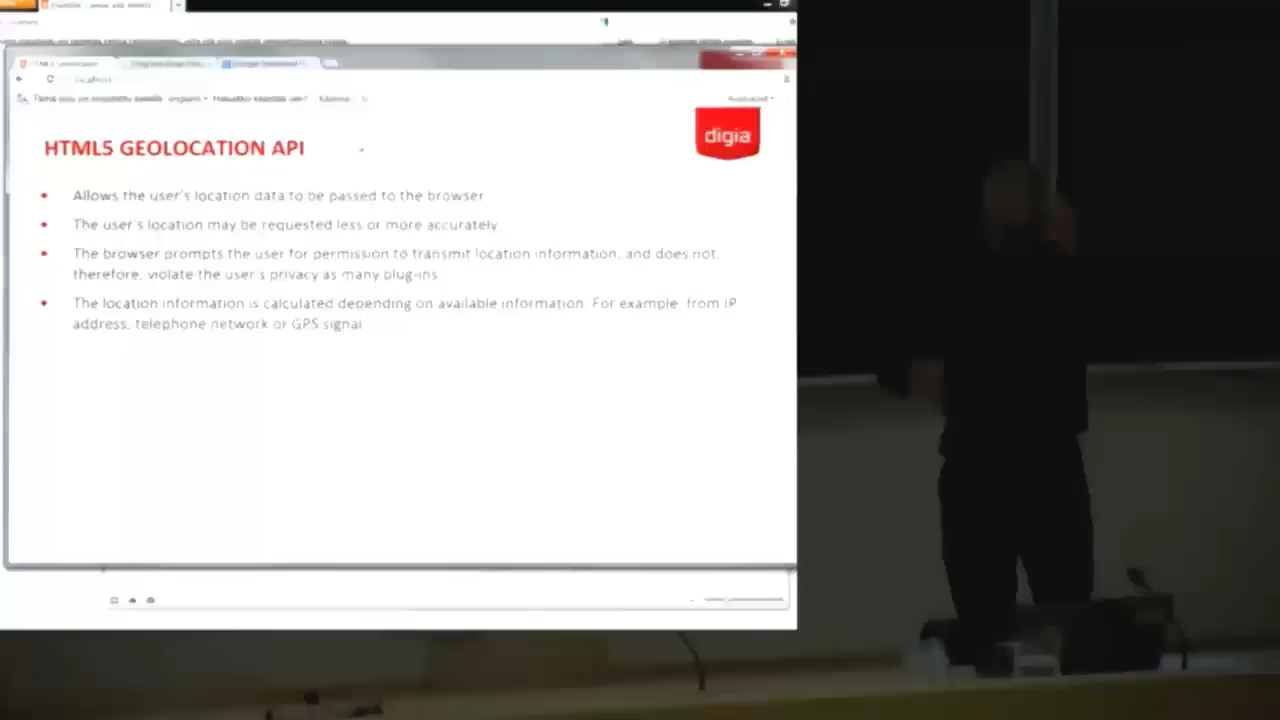 digia
HTML5 GEOLOCATION API
Allows the user's location data to be passed to the browser
The user's location may be requested less or more accurately
The browser prompts the user for permission to transmit location information, and does not,
therefore, violate the user's privacy as many plug-ins
The location information is calculated depending on available information. For example from IP
address, telephone network or GPS signal